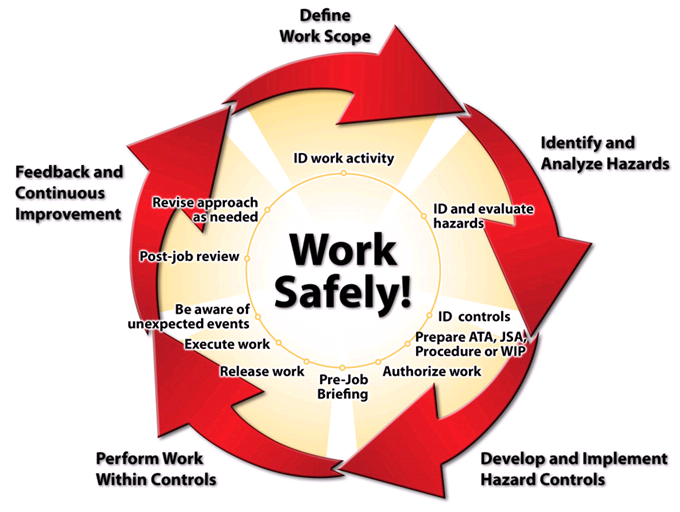 Define
Work Scope
Identify and
Analyze Hazards
Develop and Implement
Hazard Controls
Perform Work
Within Controls
Feedback and
Continuous
Improvement
ID work activity
ID and evaluate
hazards
ID controls
Prepare ATA, JSA,
Procedure or WIP
Authorize work
Pre-Job
Briefing
Release work
Execute work
Be aware of
unexpected events
Post-job review
Revise approach
as needed
Work
Safely!